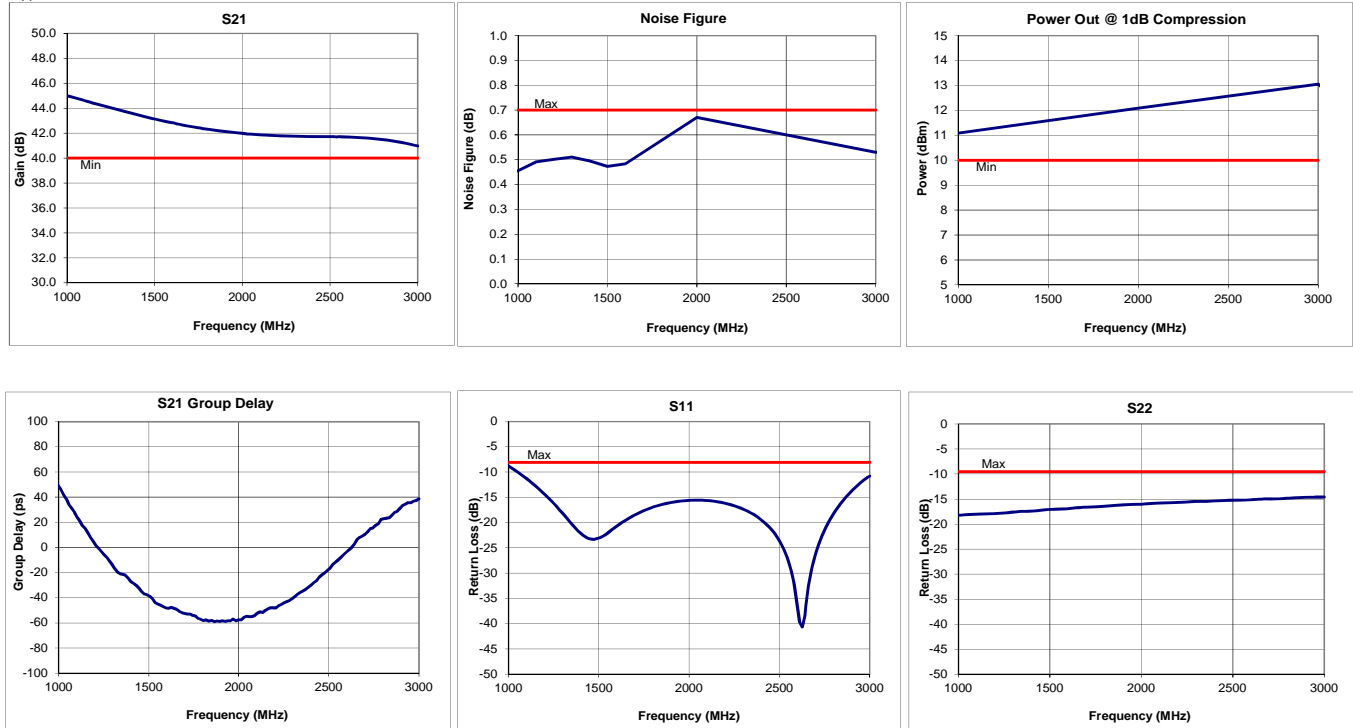 S21
50.0
48.0
46.0
44.0
42.0
40.0
38.0
36.0
34.0
32.0
30.0
Gain (dB)
Min
1000 1500 2000 2500 3000
Frequency (MHz)
Noise Figure
1.0
0.9
0.8
0.7
0.6
0.5
0.4
0.3
0.2
0.1
0.0
Noise Figure (dB)
Max
1000 1500 2000 2500 3000
Frequency (MHz)
Power Out @ 1dB Compression
15
14
13
12
11
10
9
8
7
6
5
Power (dBm)
Min
1000 1500 2000 2500 3000
Frequency (MHz)
S21 Group Delay
100
80
60
40
20
0
-20
-40
-60
-80
-100
Group Delay (ps)
1000 1500 2000 2500 3000
Frequency (MHz)
S11
0
-5
-10
-15
-20
-25
-30
-35
-40
-45
-50
Return Loss (dB)
Max
1000 1500 2000 2500 3000
Frequency (MHz)
S22
0
-5
-10
-15
-20
-25
-30
-35
-40
-45
-50
Return Loss (dB)
Max
1000 1500 2000 2500 3000
Frequency (MHz)